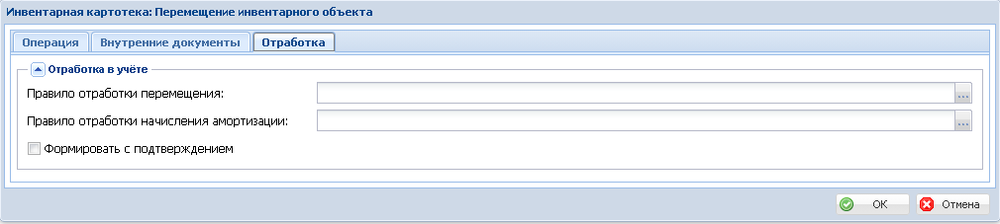 Инвентарная картотека: Перемещение инвентарного объекта
Операция Внутренние документы Отработка
Отработка в учёте
Правило отработки перемещения: ...
Правило отработки начисления амортизации: ...
Формировать с подтверждением
OK Отмена